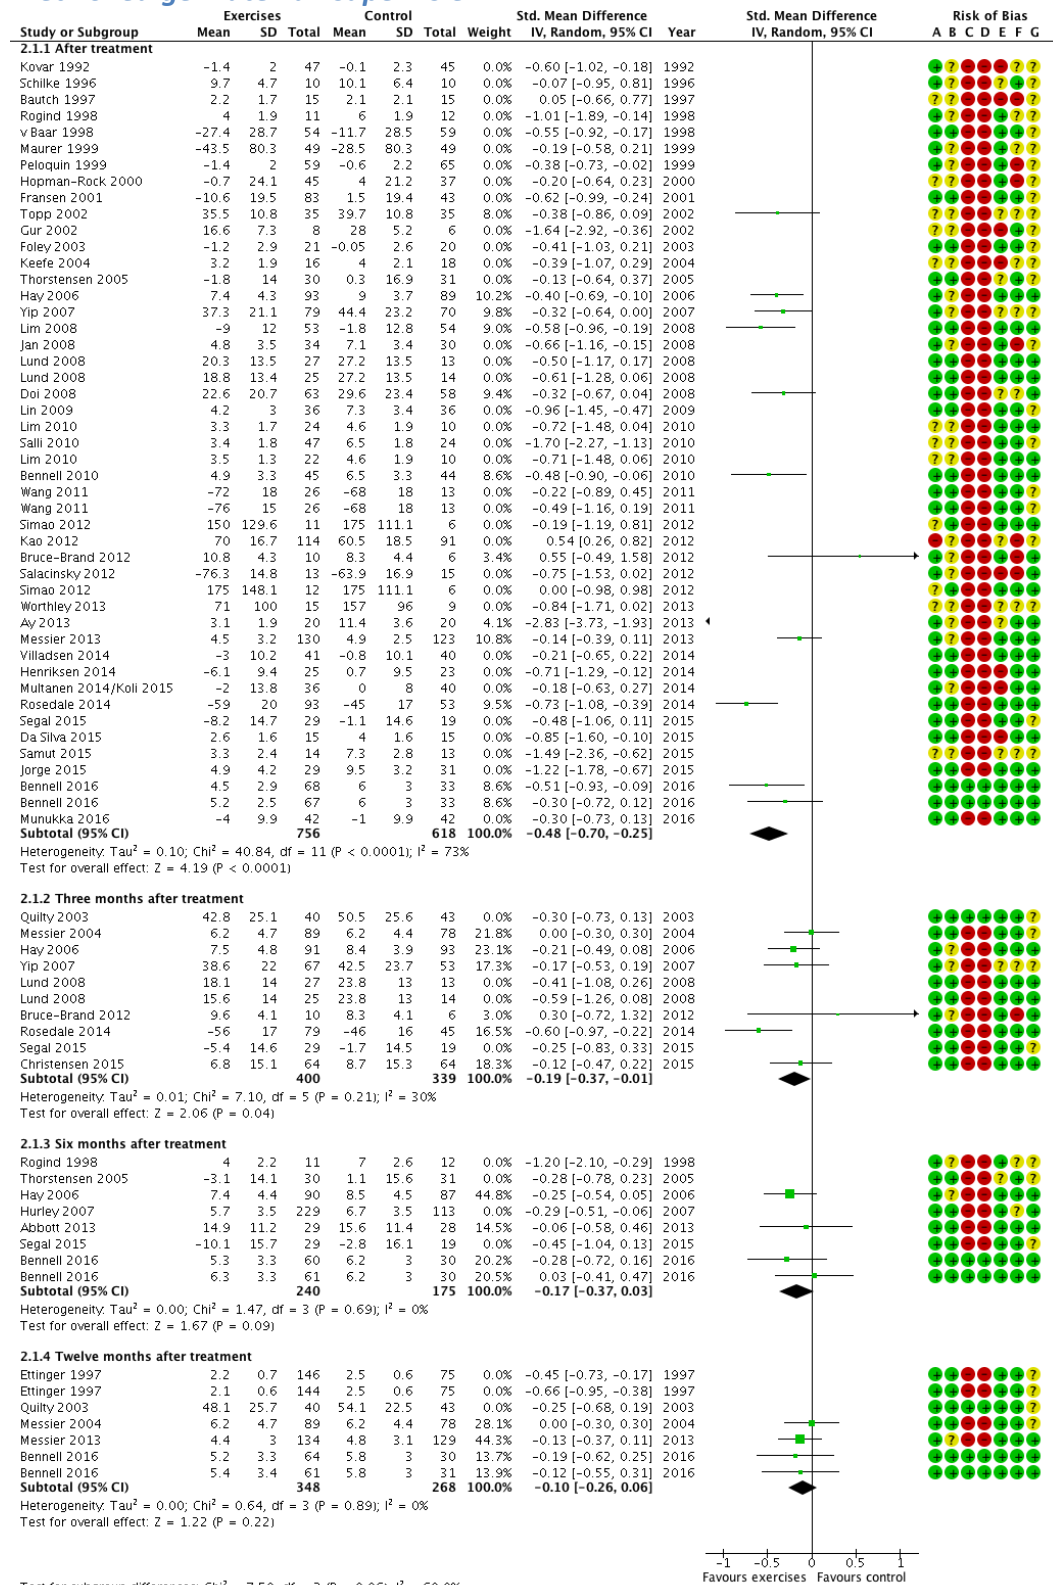 Exercises Control Std. Mean Difference Std. Mean Difference Risk of Bias
Study or Subgroup Mean SD Total Mean SD Total Weight IV, Random, 95% CI Year IV, Random, 95% CI A B C D E F G
2.1.1 After treatment
Kovar 1992 −1.4 2 47 −0.1 2.3 45 0.0% −0.60 [−1.02, −0.18] 1992 + ? − − − ? ?
Schilke 1996 9.7 4.7 10 10.1 6.4 10 0.0% −0.07 [−0.95, 0.81] 1996 + ? − − ? + ?
Bautch 1997 2.2 1.7 15 2.1 2.1 15 0.0% 0.05 [−0.66, 0.77] 1997 ? ? − − − − ?
Rogind 1998 4 1.9 11 6 1.9 12 0.0% −1.01 [−1.89, −0.14] 1998 + ? − − + ? ?
v Baar 1998 −27.4 28.7 54 −11.7 28.5 59 0.0% −0.55 [−0.92, −0.17] 1998 + + − − + + ?
Maurer 1999 −43.5 80.3 49 −28.5 80.3 49 0.0% −0.19 [−0.58, 0.21] 1999 + ? − − + + ?
Peloquin 1999 −1.4 2 59 −0.6 2.2 65 0.0% −0.38 [−0.73, −0.02] 1999 + ? − − + − ?
Hopman−Rock 2000 −0.7 24.1 45 4 21.2 37 0.0% −0.20 [−0.64, 0.23] 2000 ? ? − − + − ?
Fransen 2001 −10.6 19.5 83 1.5 19.4 43 0.0% −0.62 [−0.99, −0.24] 2001 + + − − + + ?
Topp 2002 35.5 10.8 35 39.7 10.8 35 8.0% −0.38 [−0.86, 0.09] 2002 ? ? − − ? ? ?
Gur 2002 16.6 7.3 8 28 5.2 6 0.0% −1.64 [−2.92, −0.36] 2002 ? ? − − − + ?
Foley 2003 −1.2 2.9 21 −0.05 2.6 20 0.0% −0.41 [−1.03, 0.21] 2003 + + − − + + ?
Keefe 2004 3.2 1.9 16 4 2.1 18 0.0% −0.39 [−1.07, 0.29] 2004 ? ? − − − ? ?
Thorstensen 2005 −1.8 14 30 0.3 16.9 31 0.0% −0.13 [−0.64, 0.37] 2005 + + − − ? + ?
Hay 2006 7.4 4.3 93 9 3.7 89 10.2% −0.40 [−0.69, −0.10] 2006 + ? − − + + +
Yip 2007 37.3 21.1 79 44.4 23.2 70 9.8% −0.32 [−0.64, 0.00] 2007 + ? − − ? ? ?
Lim 2008 −9 12 53 −1.8 12.8 54 0.0% −0.58 [−0.96, −0.19] 2008 + + − − + + +
Jan 2008 4.8 3.5 34 7.1 3.4 30 0.0% −0.66 [−1.16, −0.15] 2008 + ? − − + − ?
Lund 2008 20.3 13.5 27 27.2 13.5 13 0.0% −0.50 [−1.17, 0.17] 2008 + + − − + + +
Lund 2008 18.8 13.4 25 27.2 13.5 14 0.0% −0.61 [−1.28, 0.06] 2008 + + − − + + +
Doi 2008 22.6 20.7 63 29.6 23.4 58 9.4% −0.32 [−0.67, 0.04] 2008 + + − − ? ? +
Lin 2009 4.2 3 36 7.3 3.4 36 0.0% −0.96 [−1.45, −0.47] 2009 + + − − + + ?
Lim 2010 3.3 1.7 24 4.6 1.9 10 0.0% −0.72 [−1.48, 0.04] 2010 ? ? − − + + +
Salli 2010 3.4 1.8 47 6.5 1.8 24 0.0% −1.70 [−2.27, −1.13] 2010 ? ? − − + + ?
Lim 2010 3.5 1.3 22 4.6 1.9 10 0.0% −0.71 [−1.48, 0.06] 2010 ? ? − − + + +
Bennell 2010 4.9 3.3 45 6.5 3.3 44 8.6% −0.48 [−0.90, −0.06] 2010 + + − − + + +
Wang 2011 −72 18 26 −68 18 13 0.0% −0.22 [−0.89, 0.45] 2011 + + − − + + ?
Wang 2011 −76 15 26 −68 18 13 0.0% −0.49 [−1.16, 0.19] 2011 + + − − + + ?
Simao 2012 150 129.6 11 175 111.1 6 0.0% −0.19 [−1.19, 0.81] 2012 ? + − − + + +
Kao 2012 70 16.7 114 60.5 18.5 91 0.0% 0.54 [0.26, 0.82] 2012 − ? − − ? − ?
Bruce−Brand 2012 10.8 4.3 10 8.3 4.4 6 3.4% 0.55 [−0.49, 1.58] 2012 + ? − − + − +
Salacinsky 2012 −76.3 14.8 13 −63.9 16.9 15 0.0% −0.75 [−1.53, 0.02] 2012 + ? − − − − +
Simao 2012 175 148.1 12 175 111.1 6 0.0% 0.00 [−0.98, 0.98] 2012 ? + − − + + +
Worthley 2013 71 100 15 157 96 9 0.0% −0.84 [−1.71, 0.02] 2013 ? ? − − ? ? ?
Ay 2013 3.1 1.9 20 11.4 3.6 20 4.1% −2.83 [−3.73, −1.93] 2013 + + − − ? + +
Messier 2013 4.5 3.2 130 4.9 2.5 123 10.8% −0.14 [−0.39, 0.11] 2013 + ? − − + + +
Villadsen 2014 −3 10.2 41 −0.8 10.1 40 0.0% −0.21 [−0.65, 0.22] 2014 + + − − + + +
Henriksen 2014 −6.1 9.4 25 0.7 9.5 23 0.0% −0.71 [−1.29, −0.12] 2014 + + − − − + +
Multanen 2014/Koli 2015 −2 13.8 36 0 8 40 0.0% −0.18 [−0.63, 0.27] 2014 + ? − − − + +
Rosedale 2014 −59 20 93 −45 17 53 9.5% −0.73 [−1.08, −0.39] 2014 + + − − + + +
Segal 2015 −8.2 14.7 29 −1.1 14.6 19 0.0% −0.48 [−1.06, 0.11] 2015 + + − − + + ?
Da Silva 2015 2.6 1.6 15 4 1.6 15 0.0% −0.85 [−1.60, −0.10] 2015 + + − − − + +
Samut 2015 3.3 2.4 14 7.3 2.8 13 0.0% −1.49 [−2.36, −0.62] 2015 ? ? − − ? ? ?
Jorge 2015 4.9 4.2 29 9.5 3.2 31 0.0% −1.22 [−1.78, −0.67] 2015 + + − − + + +
Bennell 2016 4.5 2.9 68 6 3 33 8.6% −0.51 [−0.93, −0.09] 2016 + + + + + + +
Bennell 2016 5.2 2.5 67 6 3 33 8.6% −0.30 [−0.72, 0.12] 2016 + + + + + + +
Munukka 2016 −4 9.9 42 −1 9.9 42 0.0% −0.30 [−0.73, 0.13] 2016 + + − − + + +
Subtotal (95% CI) 756 618 100.0% −0.48 [−0.70, −0.25]
Heterogeneity: Tau² = 0.10; Chi² = 40.84, df = 11 (P < 0.0001); I² = 73%
Test for overall effect: Z = 4.19 (P < 0.0001)
2.1.2 Three months after treatment
Quilty 2003 42.8 25.1 40 50.5 25.6 43 0.0% −0.30 [−0.73, 0.13] 2003 + + + + + + ?
Messier 2004 6.2 4.7 89 6.2 4.4 78 21.8% 0.00 [−0.30, 0.30] 2004 + + − − + + ?
Hay 2006 7.5 4.8 91 8.4 3.9 93 23.1% −0.21 [−0.49, 0.08] 2006 + ? − − + + +
Yip 2007 38.6 22 67 42.5 23.7 53 17.3% −0.17 [−0.53, 0.19] 2007 + ? − − ? ? ?
Lund 2008 18.1 14 27 23.8 13 13 0.0% −0.41 [−1.08, 0.26] 2008 + + − − + + +
Lund 2008 15.6 14 25 23.8 13 14 0.0% −0.59 [−1.26, 0.08] 2008 + + − − + + +
Bruce−Brand 2012 9.6 4.1 10 8.3 4.1 6 3.0% 0.30 [−0.72, 1.32] 2012 + ? − − + − +
Rosedale 2014 −56 17 79 −46 16 45 16.5% −0.60 [−0.97, −0.22] 2014 + + − − + + +
Segal 2015 −5.4 14.6 29 −1.7 14.5 19 0.0% −0.25 [−0.83, 0.33] 2015 + + − − + + ?
Christensen 2015 6.8 15.1 64 8.7 15.3 64 18.3% −0.12 [−0.47, 0.22] 2015 + + − − + + +
Subtotal (95% CI) 400 339 100.0% −0.19 [−0.37, −0.01]
Heterogeneity: Tau² = 0.01; Chi² = 7.10, df = 5 (P = 0.21); I² = 30%
Test for overall effect: Z = 2.06 (P = 0.04)
2.1.3 Six months after treatment
Rogind 1998 4 2.2 11 7 2.6 12 0.0% −1.20 [−2.10, −0.29] 1998 + ? − − + ? ?
Thorstensen 2005 −3.1 14.1 30 1.1 15.6 31 0.0% −0.28 [−0.78, 0.23] 2005 + + − − ? + ?
Hay 2006 7.4 4.4 90 8.5 4.5 87 44.8% −0.25 [−0.54, 0.05] 2006 + ? − − + + +
Hurley 2007 5.7 3.5 229 6.7 3.5 113 0.0% −0.29 [−0.51, −0.06] 2007 + + − − + ? +
Abbott 2013 14.9 11.2 29 15.6 11.4 28 14.5% −0.06 [−0.58, 0.46] 2013 + + − − + + +
Segal 2015 −10.1 15.7 29 −2.8 16.1 19 0.0% −0.45 [−1.04, 0.13] 2015 + + − − + + ?
Bennell 2016 5.3 3.3 60 6.2 3 30 20.2% −0.28 [−0.72, 0.16] 2016 + + + + + + +
Bennell 2016 6.3 3.3 61 6.2 3 30 20.5% 0.03 [−0.41, 0.47] 2016 + + + + + + +
Subtotal (95% CI) 240 175 100.0% −0.17 [−0.37, 0.03]
Heterogeneity: Tau² = 0.00; Chi² = 1.47, df = 3 (P = 0.69); I² = 0%
Test for overall effect: Z = 1.67 (P = 0.09)
2.1.4 Twelve months after treatment
Ettinger 1997 2.2 0.7 146 2.5 0.6 75 0.0% −0.45 [−0.73, −0.17] 1997 + + − − + + ?
Ettinger 1997 2.1 0.6 144 2.5 0.6 75 0.0% −0.66 [−0.95, −0.38] 1997 + + − − + + ?
Quilty 2003 48.1 25.7 40 54.1 22.5 43 0.0% −0.25 [−0.68, 0.19] 2003 + + + + + + ?
Messier 2004 6.2 4.7 89 6.2 4.4 78 28.1% 0.00 [−0.30, 0.30] 2004 + + − − + + ?
Messier 2013 4.4 3 134 4.8 3.1 129 44.3% −0.13 [−0.37, 0.11] 2013 + ? − − + + +
Bennell 2016 5.2 3.3 64 5.8 3 30 13.7% −0.19 [−0.62, 0.25] 2016 + + + + + + +
Bennell 2016 5.4 3.4 61 5.8 3 31 13.9% −0.12 [−0.55, 0.31] 2016 + + + + + + +
Subtotal (95% CI) 348 268 100.0% −0.10 [−0.26, 0.06]
Heterogeneity: Tau² = 0.00; Chi² = 0.64, df = 3 (P = 0.89); I² = 0%
Test for overall effect: Z = 1.22 (P = 0.22)
−1 −0.5 0 0.5 1
Favours exercises Favours control